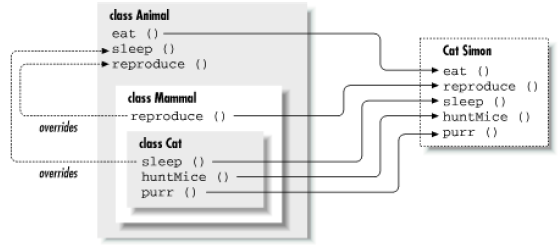 class Animal
eat ()
sleep ()
reproduce ()
class Mammal
reproduce ()
overrides
class Cat
sleep ()
huntMice ()
purr ()
overrides
Cat Simon
eat ()
reproduce ()
sleep ()
huntMice ()
purr ()